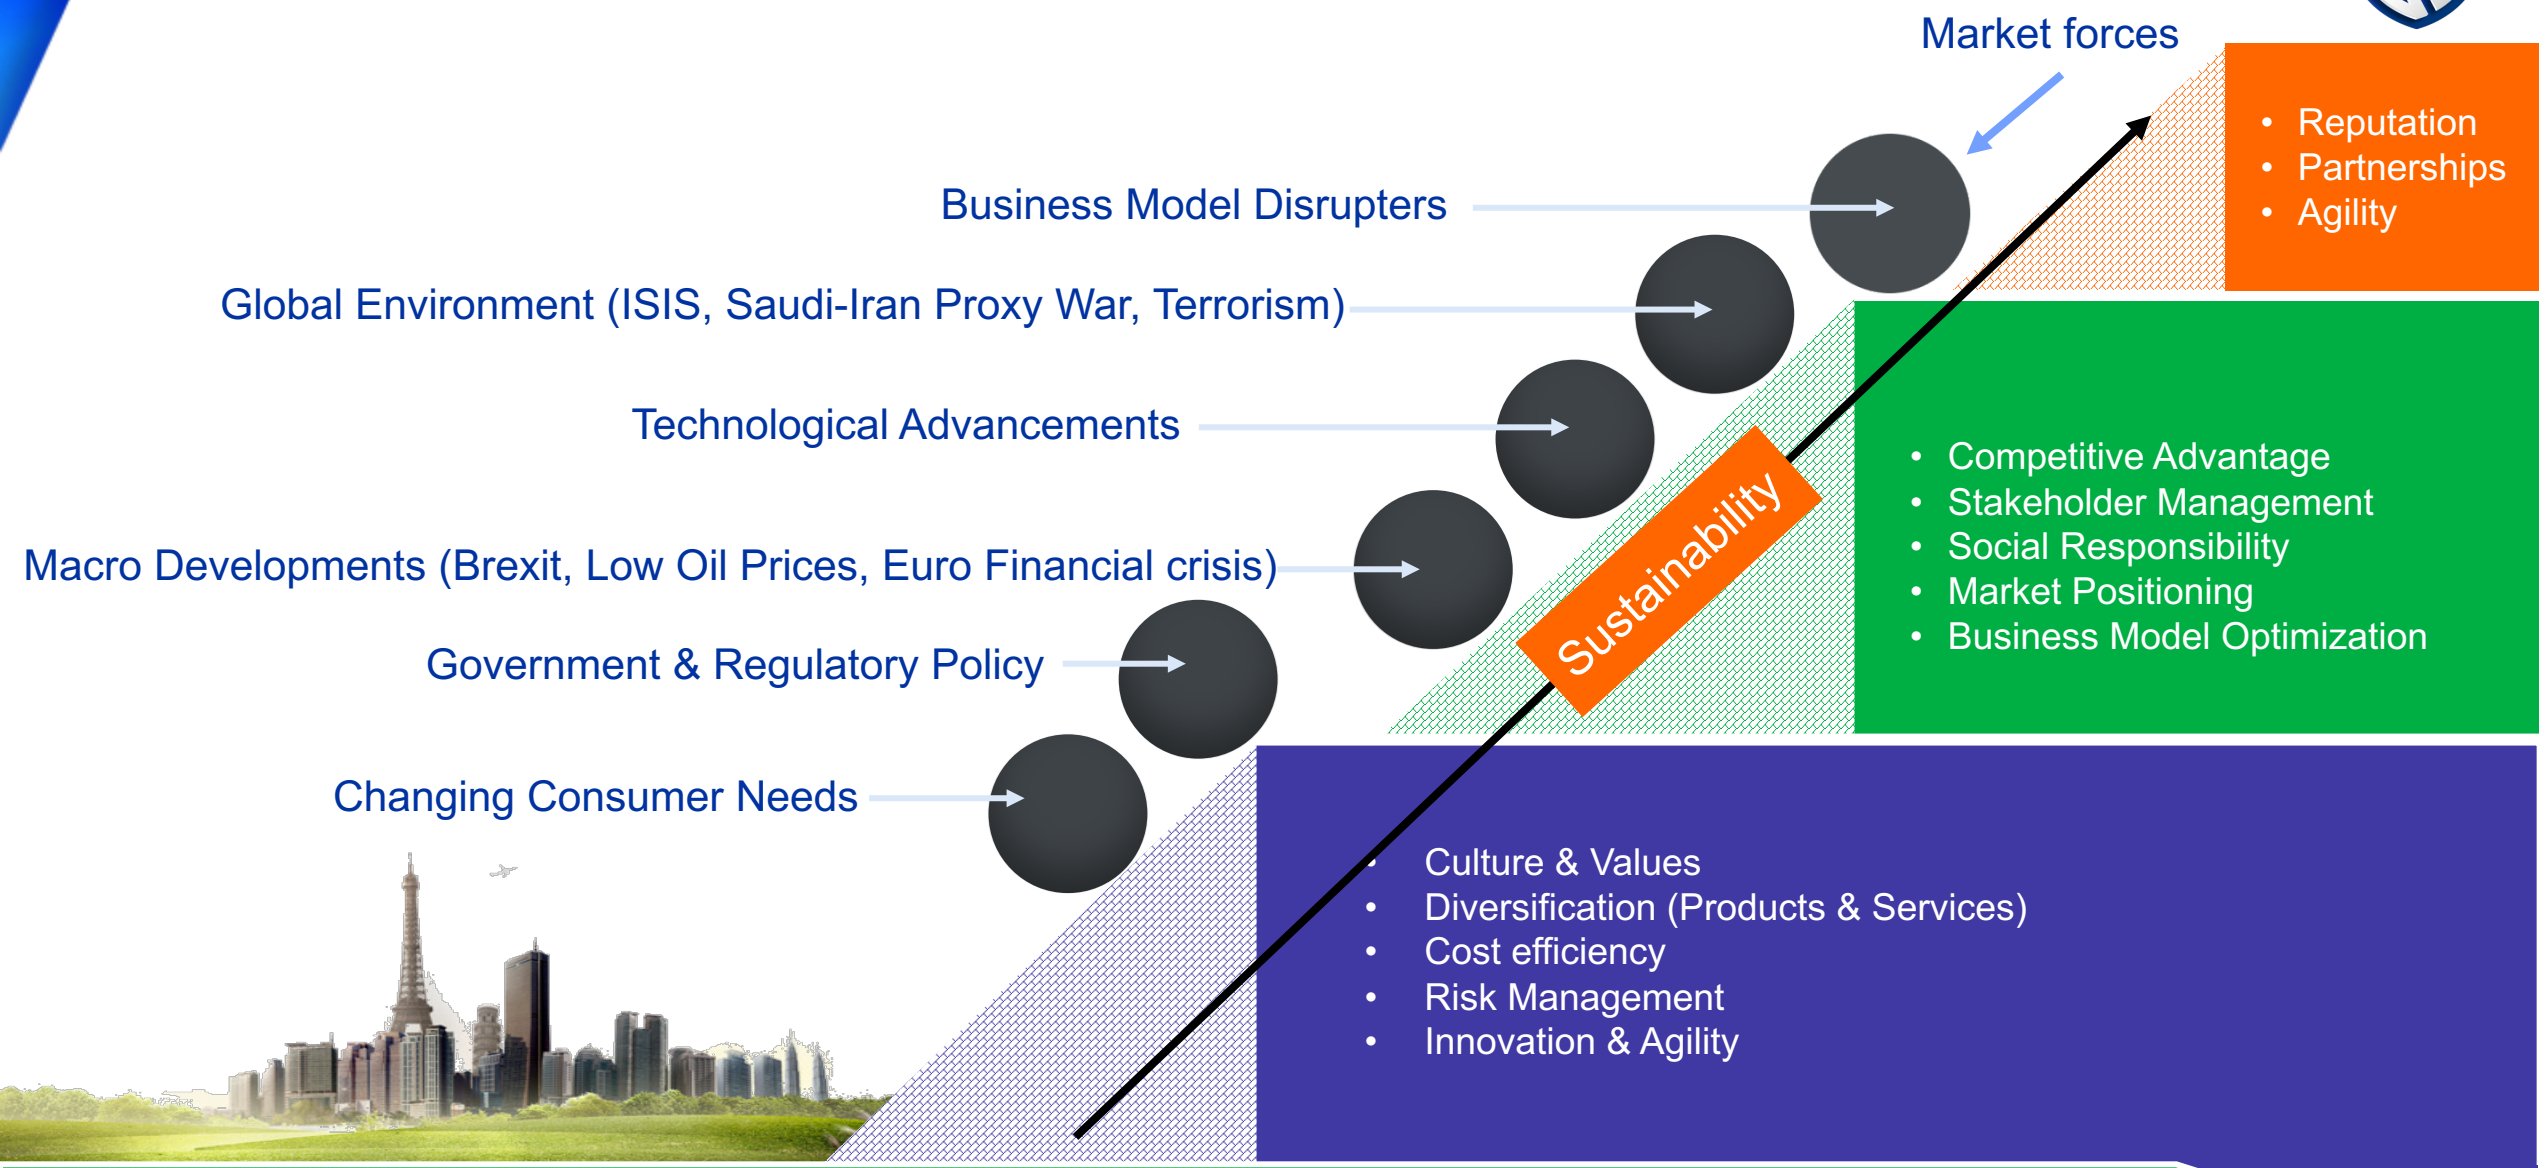 Market forces
Business Model Disrupters
Global Environment (ISIS, Saudi-Iran Proxy War, Terrorism)
Technological Advancements
Macro Developments (Brexit, Low Oil Prices, Euro Financial crisis)
Government & Regulatory Policy
Changing Consumer Needs
Sustainability
• Reputation
• Partnerships
• Agility
• Competitive Advantage
• Stakeholder Management
• Social Responsibility
• Market Positioning
• Business Model Optimization
• Culture & Values
• Diversification (Products & Services)
• Cost efficiency
• Risk Management
• Innovation & Agility